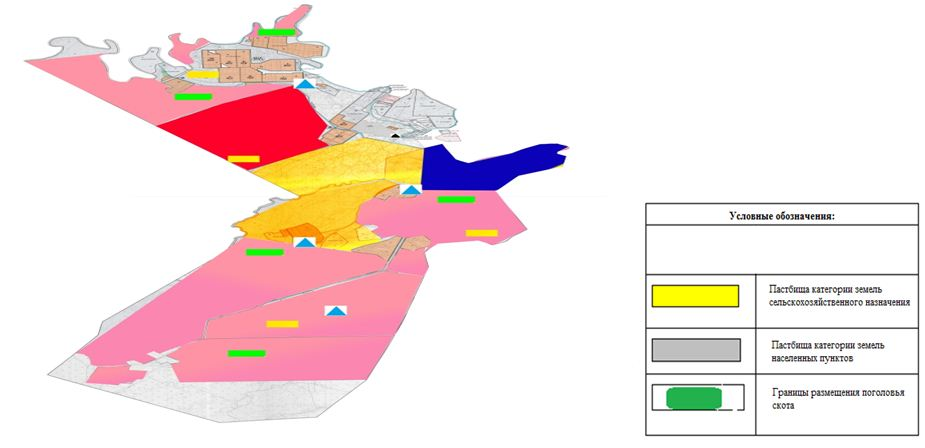 Условные обозначения:
Пастбища категории земель
сельскохозяйственного назначения
Пастбища категории земель
населенных пунктов
Границы размещения поголовья
скота